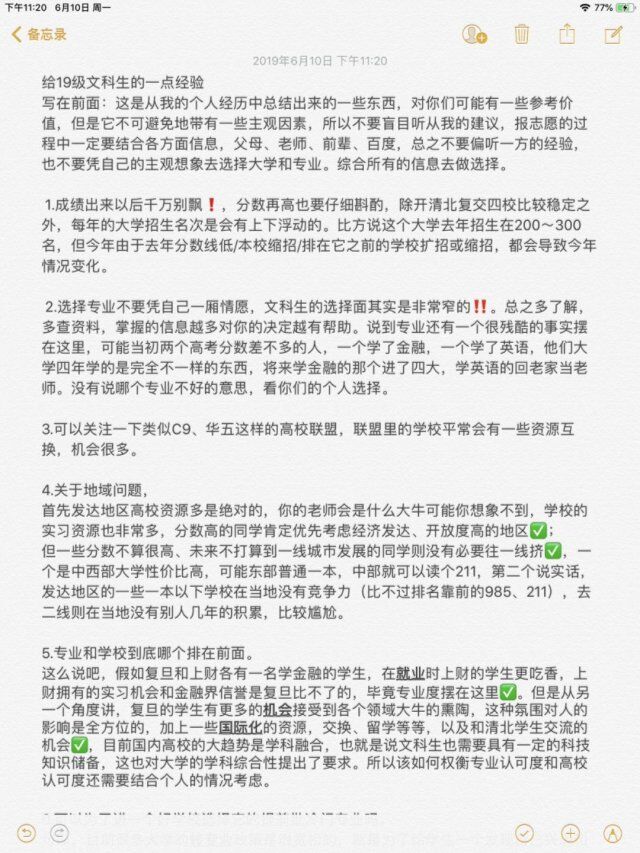 下午11:20 6月10日 周一
77%
备忘录
2019年6月10日 下午11:20
给19级文科生的一点经验
写在前面：这是从我的个人经历中总结出来的一些东西，对你们可能有一些参考价
值，但是它不可避免地带有一些主观因素，所以不要盲目听从我的建议，报志愿的过
程中一定要结合各方面信息，父母、老师、前辈、百度，总之不要偏听一方的经验，
也不要凭自己的主观想象去选择大学和专业。综合所有的信息去做选择。
1.成绩出来以后千万别飘❗，分数再高也要仔细斟酌，除开清北复交四校比较稳定之
外，每年的大学招生名次是会有上下浮动的。比方说这个大学去年招生在200～300
名，但今年由于去年分数线低/本校缩招/排在它之前的学校扩招或缩招，都会导致今年
情况变化。
2.选择专业不要凭自己一厢情愿，文科生的选择面其实是非常窄的‼️。总之多了解，
多查资料，掌握的信息越多对你的决定越有帮助。说到专业还有一个很残酷的事实摆
在这里，可能当初两个高考分数差不多的人，一个学了金融，一个学了英语，他们大
学四年学的是完全不一样的东西，将来学金融的那个进了四大，学英语的回老家当老
师。没有说哪个专业不好的意思，看你们的个人选择。
3.可以关注一下类似C9、华五这样的高校联盟，联盟里的学校平常会有一些资源互
换，机会很多。
4.关于地域问题，
首先发达地区高校资源多是绝对的，你的老师会是什么大牛可能你想象不到，学校的
实习资源也非常多，分数高的同学肯定优先考虑经济发达、开放度高的地区✅；
但一些分数不算很高、未来不打算到一线城市发展的同学则没有必要往一线挤✅，一
个是中西部大学性价比高，可能东部普通一本，中部就可以读个211，第二个说实话，
发达地区的一些一本以下学校在当地没有竞争力（比不过排名靠前的985、211），去
二线则在当地没有别人几年的积累，比较尴尬。
5.专业和学校到底哪个排在前面。
这么说吧，假如复旦和上财各有一名学金融的学生，在就业时上财的学生更吃香，上
财拥有的实习机会和金融界信誉是复旦比不了的，毕竟专业度摆在这里✅。但是从另
一个角度讲，复旦的学生有更多的机会接受到各个领域大牛的熏陶，这种氛围对人的
影响是全方位的，加上一些国际化的资源，交换、留学等等，以及和清北学生交流的
机会✅，目前国内高校的大趋势是学科融合，也就是说文科生也需要具有一定的科技
知识储备，这也对大学的学科综合性提出了要求。所以该如何权衡专业认可度和高校
认可度还需要结合个人的情况考虑。